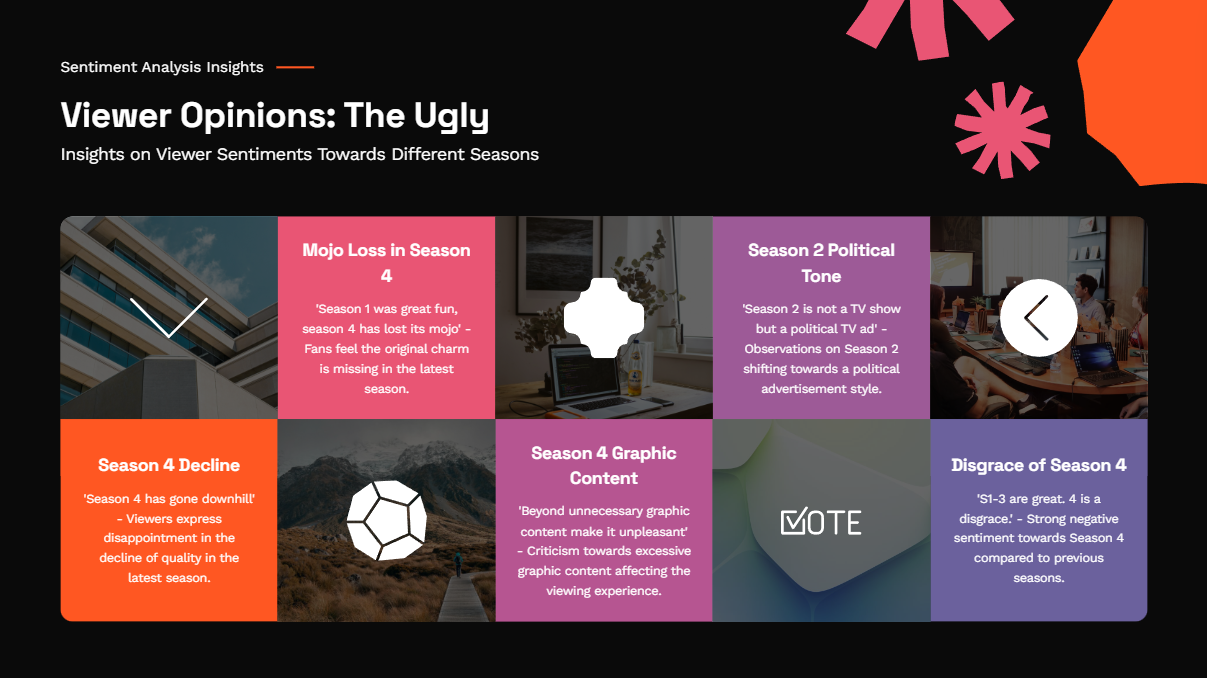 Sentiment Analysis Insights
Viewer Opinions: The Ugly
Insights on Viewer Sentiments Towards Different Seasons
Mojo Loss in Season
4
'Season 1 was great fun,
season 4 has lost its mojo' -
Fans feel the original charm
is missing in the latest
season.
Season 2 Political
Tone
'Season 2 is not a TV show
but a political TV ad' -
Observations on Season 2
shifting towards a political
advertisement style.
Season 4 Decline
'Season 4 has gone downhill'
- Viewers express
disappointment in the
decline of quality in the
latest season.
Season 4 Graphic
Content
'Beyond unnecessary graphic
content make it unpleasant'
- Criticism towards excessive
graphic content affecting the
viewing experience.
VOTE
Disgrace of Season 4
'S1-3 are great. 4 is a
disgrace.' - Strong negative
sentiment towards Season 4
compared to previous
seasons.